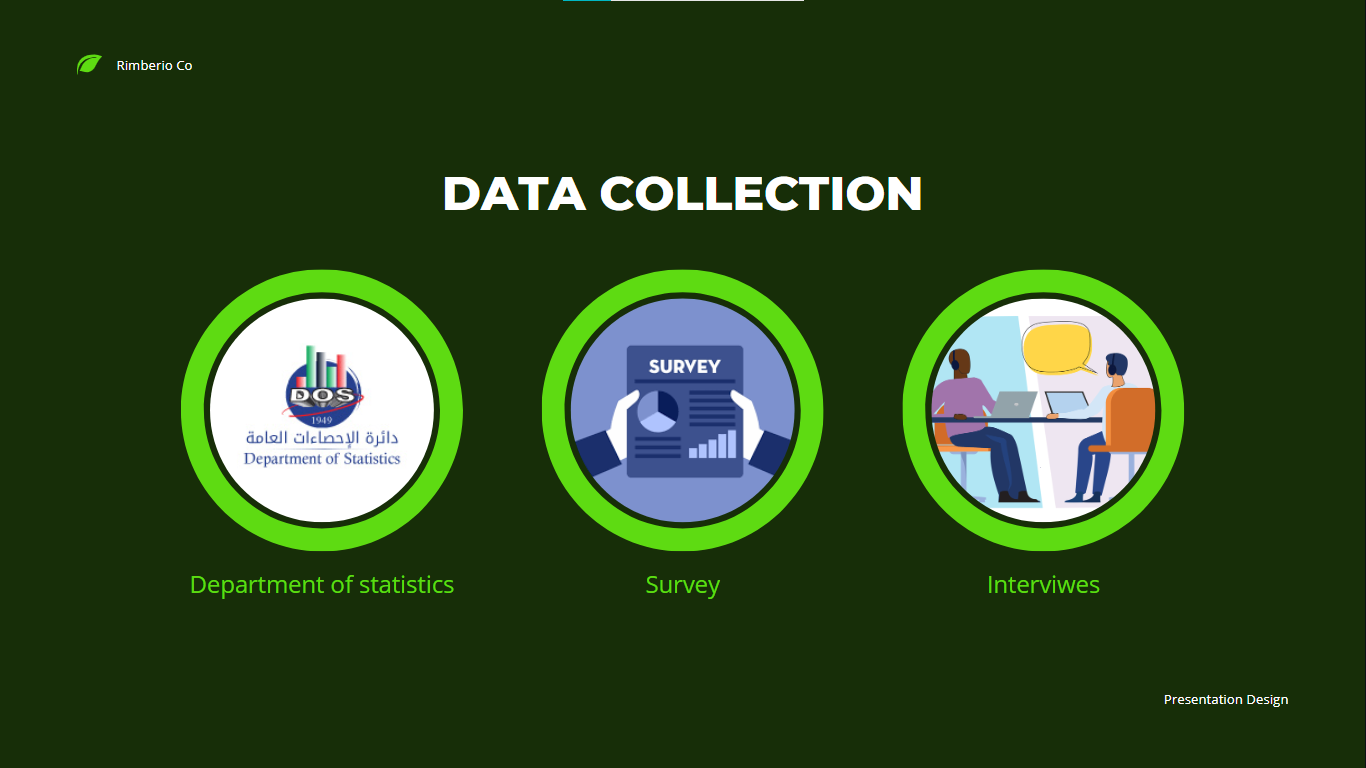 Rimberio Co
DATA COLLECTION
DOS
1949
دائرة الإحصاءات العامة
Department of Statistics
SURVEY
Department of statistics
Survey
Interviwes
Presentation Design